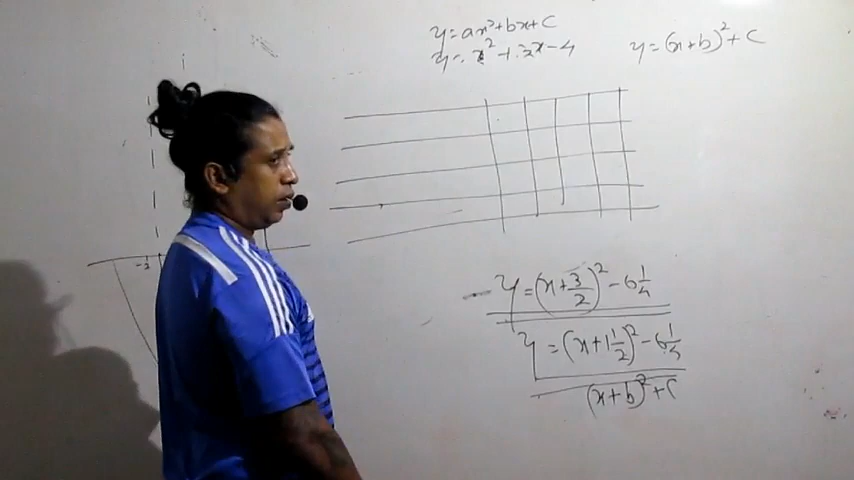 y = ax² + bx + c
y = x² + 3x - 4
y = (x + b)² + c
-2
y = (x + 3/2)² - 6 1/4
y = (x + 1 1/2)² - 6 1/4
(x + b)² + c